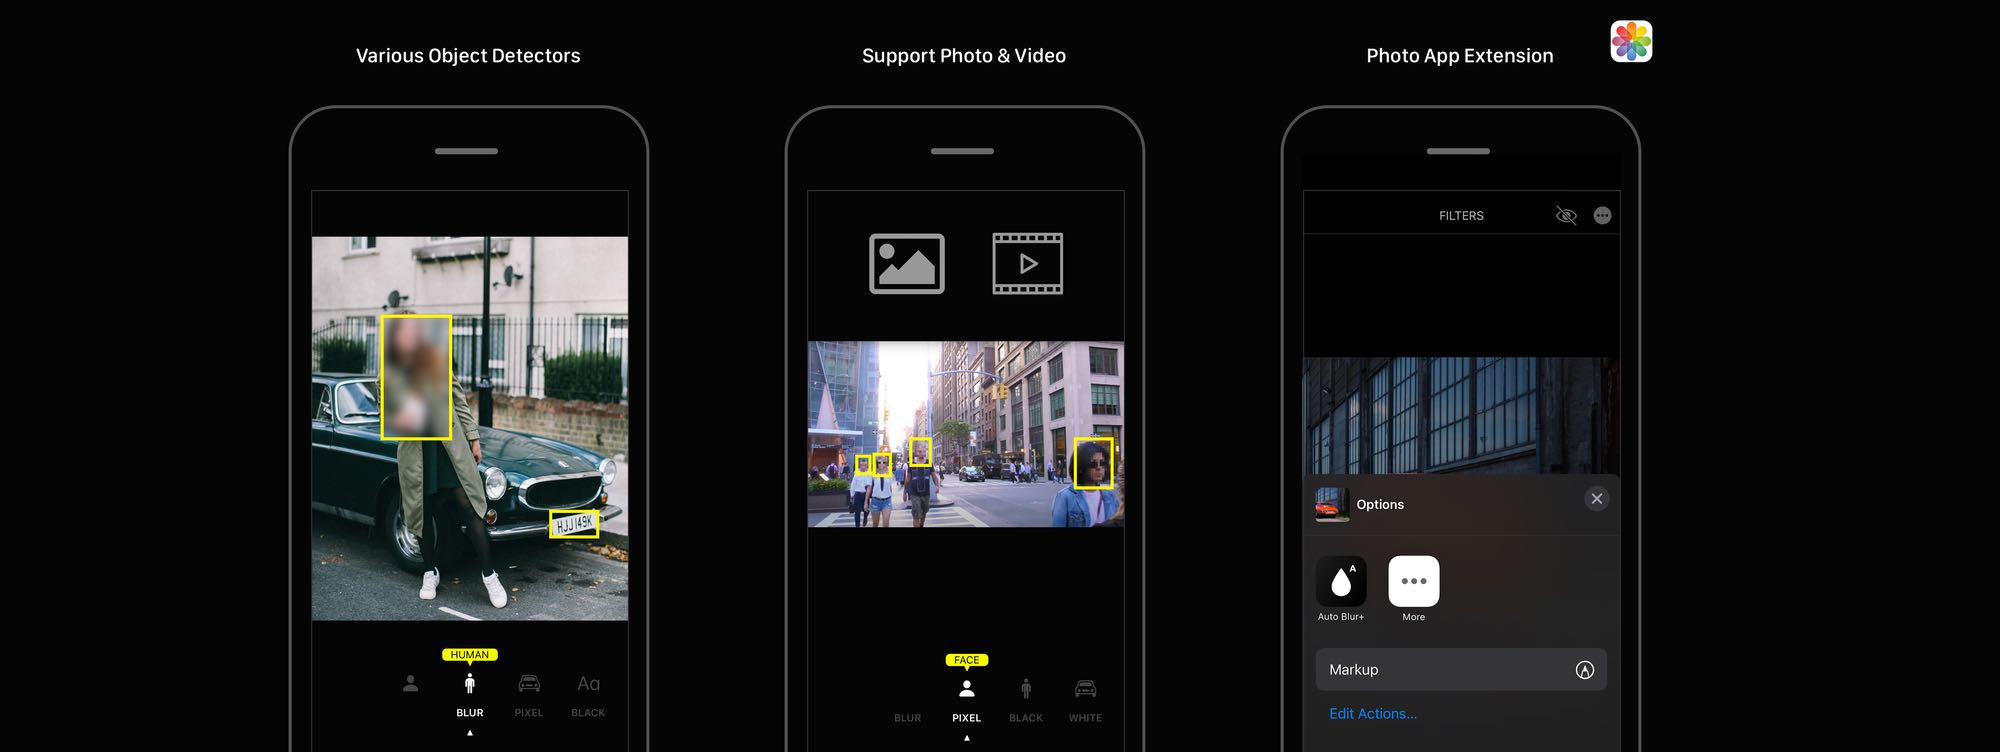 Various Object Detectors
HJJ149K
HUMAN
Aa
BLUR
PIXEL
BLACK
Support Photo & Video
FACE
BLUR
PIXEL
BLACK
WHITE
Photo App Extension
FILTERS
Options
A
Auto Blur+
More
Markup
Edit Actions...